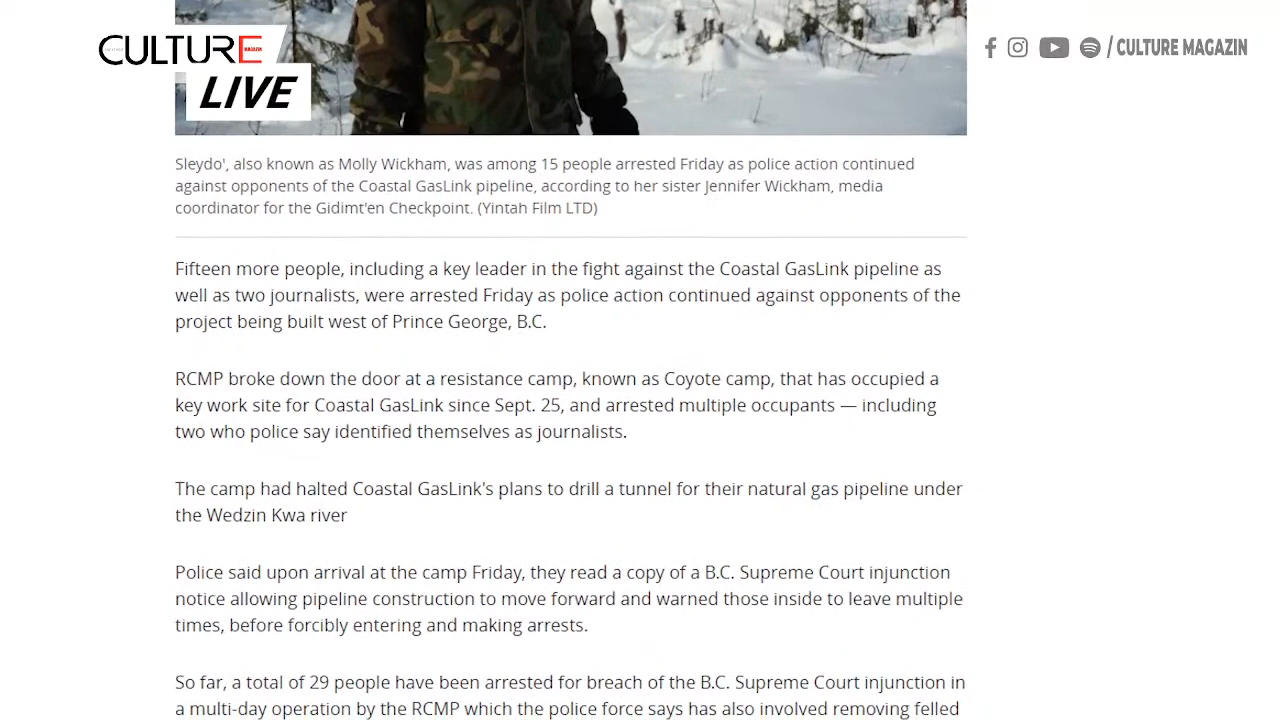 CULTURE
MAGAZIN
LIVE
/ CULTURE MAGAZIN
Sleydo', also known as Molly Wickham, was among 15 people arrested Friday as police action continued
against opponents of the Coastal GasLink pipeline, according to her sister Jennifer Wickham, media
coordinator for the Gidimt'en Checkpoint. (Yintah Film LTD)
Fifteen more people, including a key leader in the fight against the Coastal GasLink pipeline as
well as two journalists, were arrested Friday as police action continued against opponents of the
project being built west of Prince George, B.C.
RCMP broke down the door at a resistance camp, known as Coyote camp, that has occupied a
key work site for Coastal GasLink since Sept. 25, and arrested multiple occupants — including
two who police say identified themselves as journalists.
The camp had halted Coastal GasLink's plans to drill a tunnel for their natural gas pipeline under
the Wedzin Kwa river
Police said upon arrival at the camp Friday, they read a copy of a B.C. Supreme Court injunction
notice allowing pipeline construction to move forward and warned those inside to leave multiple
times, before forcibly entering and making arrests.
So far, a total of 29 people have been arrested for breach of the B.C. Supreme Court injunction in
a multi-day operation by the RCMP which the police force says has also involved removing felled